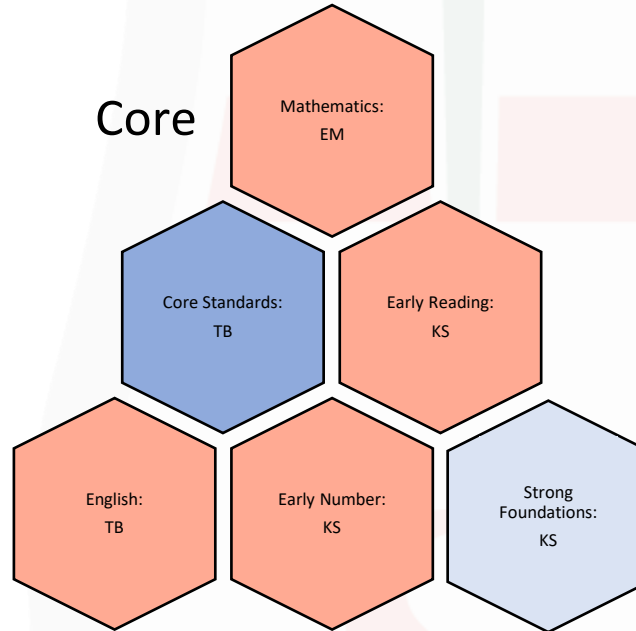 Core
Mathematics:
EM
Core Standards:
TB
Early Reading:
KS
English:
TB
Early Number:
KS
Strong
Foundations:
KS